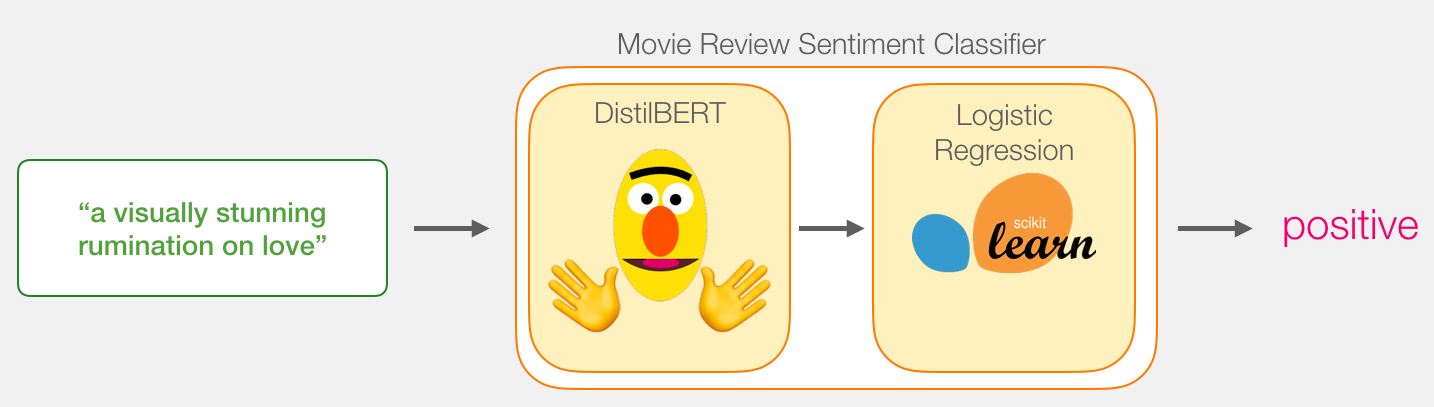 Movie Review Sentiment Classifier
DistilBERT
Logistic
Regression
“a visually stunning
rumination on love”
scikit
learn
positive